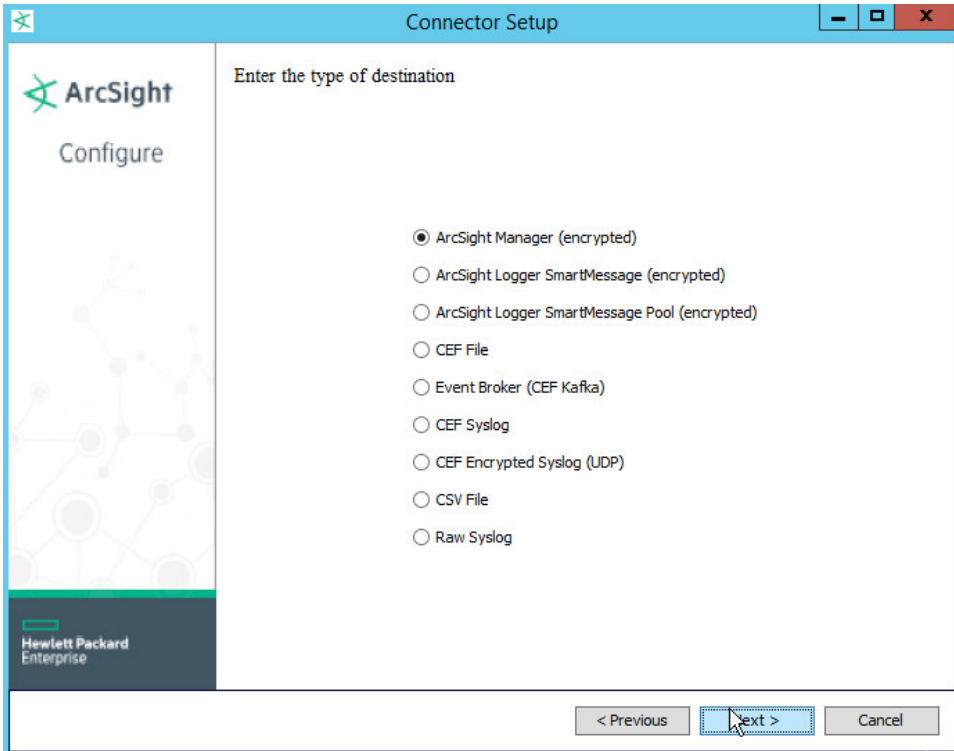 Connector Setup
ArcSight
Configure
Enter the type of destination
ArcSight Manager (encrypted)
ArcSight Logger SmartMessage (encrypted)
ArcSight Logger SmartMessage Pool (encrypted)
CEF File
Event Broker (CEF Kafka)
CEF Syslog
CEF Encrypted Syslog (UDP)
CSV File
Raw Syslog
Hewlett Packard
Enterprise
< Previous
Next >
Cancel